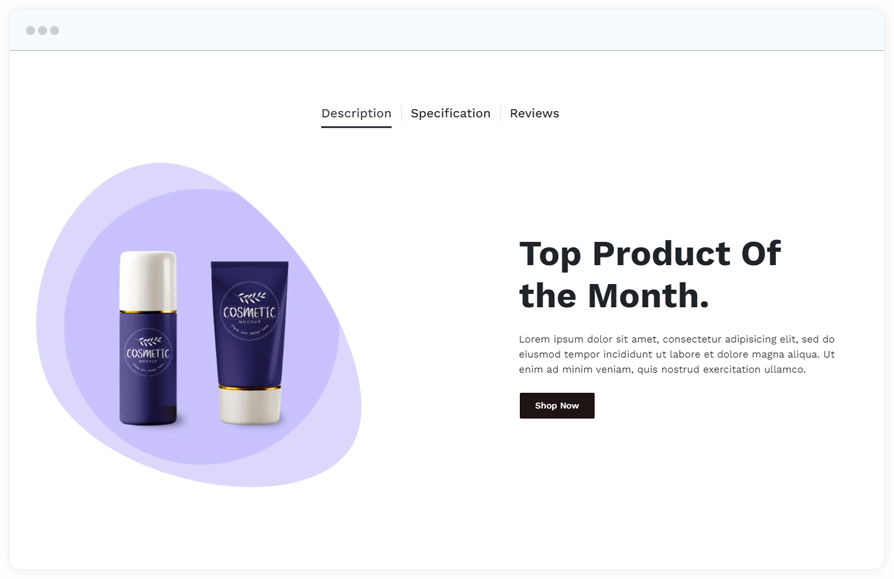 Description
Specification
Reviews
COSMETIC
MOCKUP
COSMETIC
MOCKUP
Top Product Of
the Month.
Lorem ipsum dolor sit amet, consectetur adipisicing elit, sed do
eiusmod tempor incididunt ut labore et dolore magna aliqua. Ut
enim ad minim veniam, quis nostrud exercitation ullamco.
Shop Now